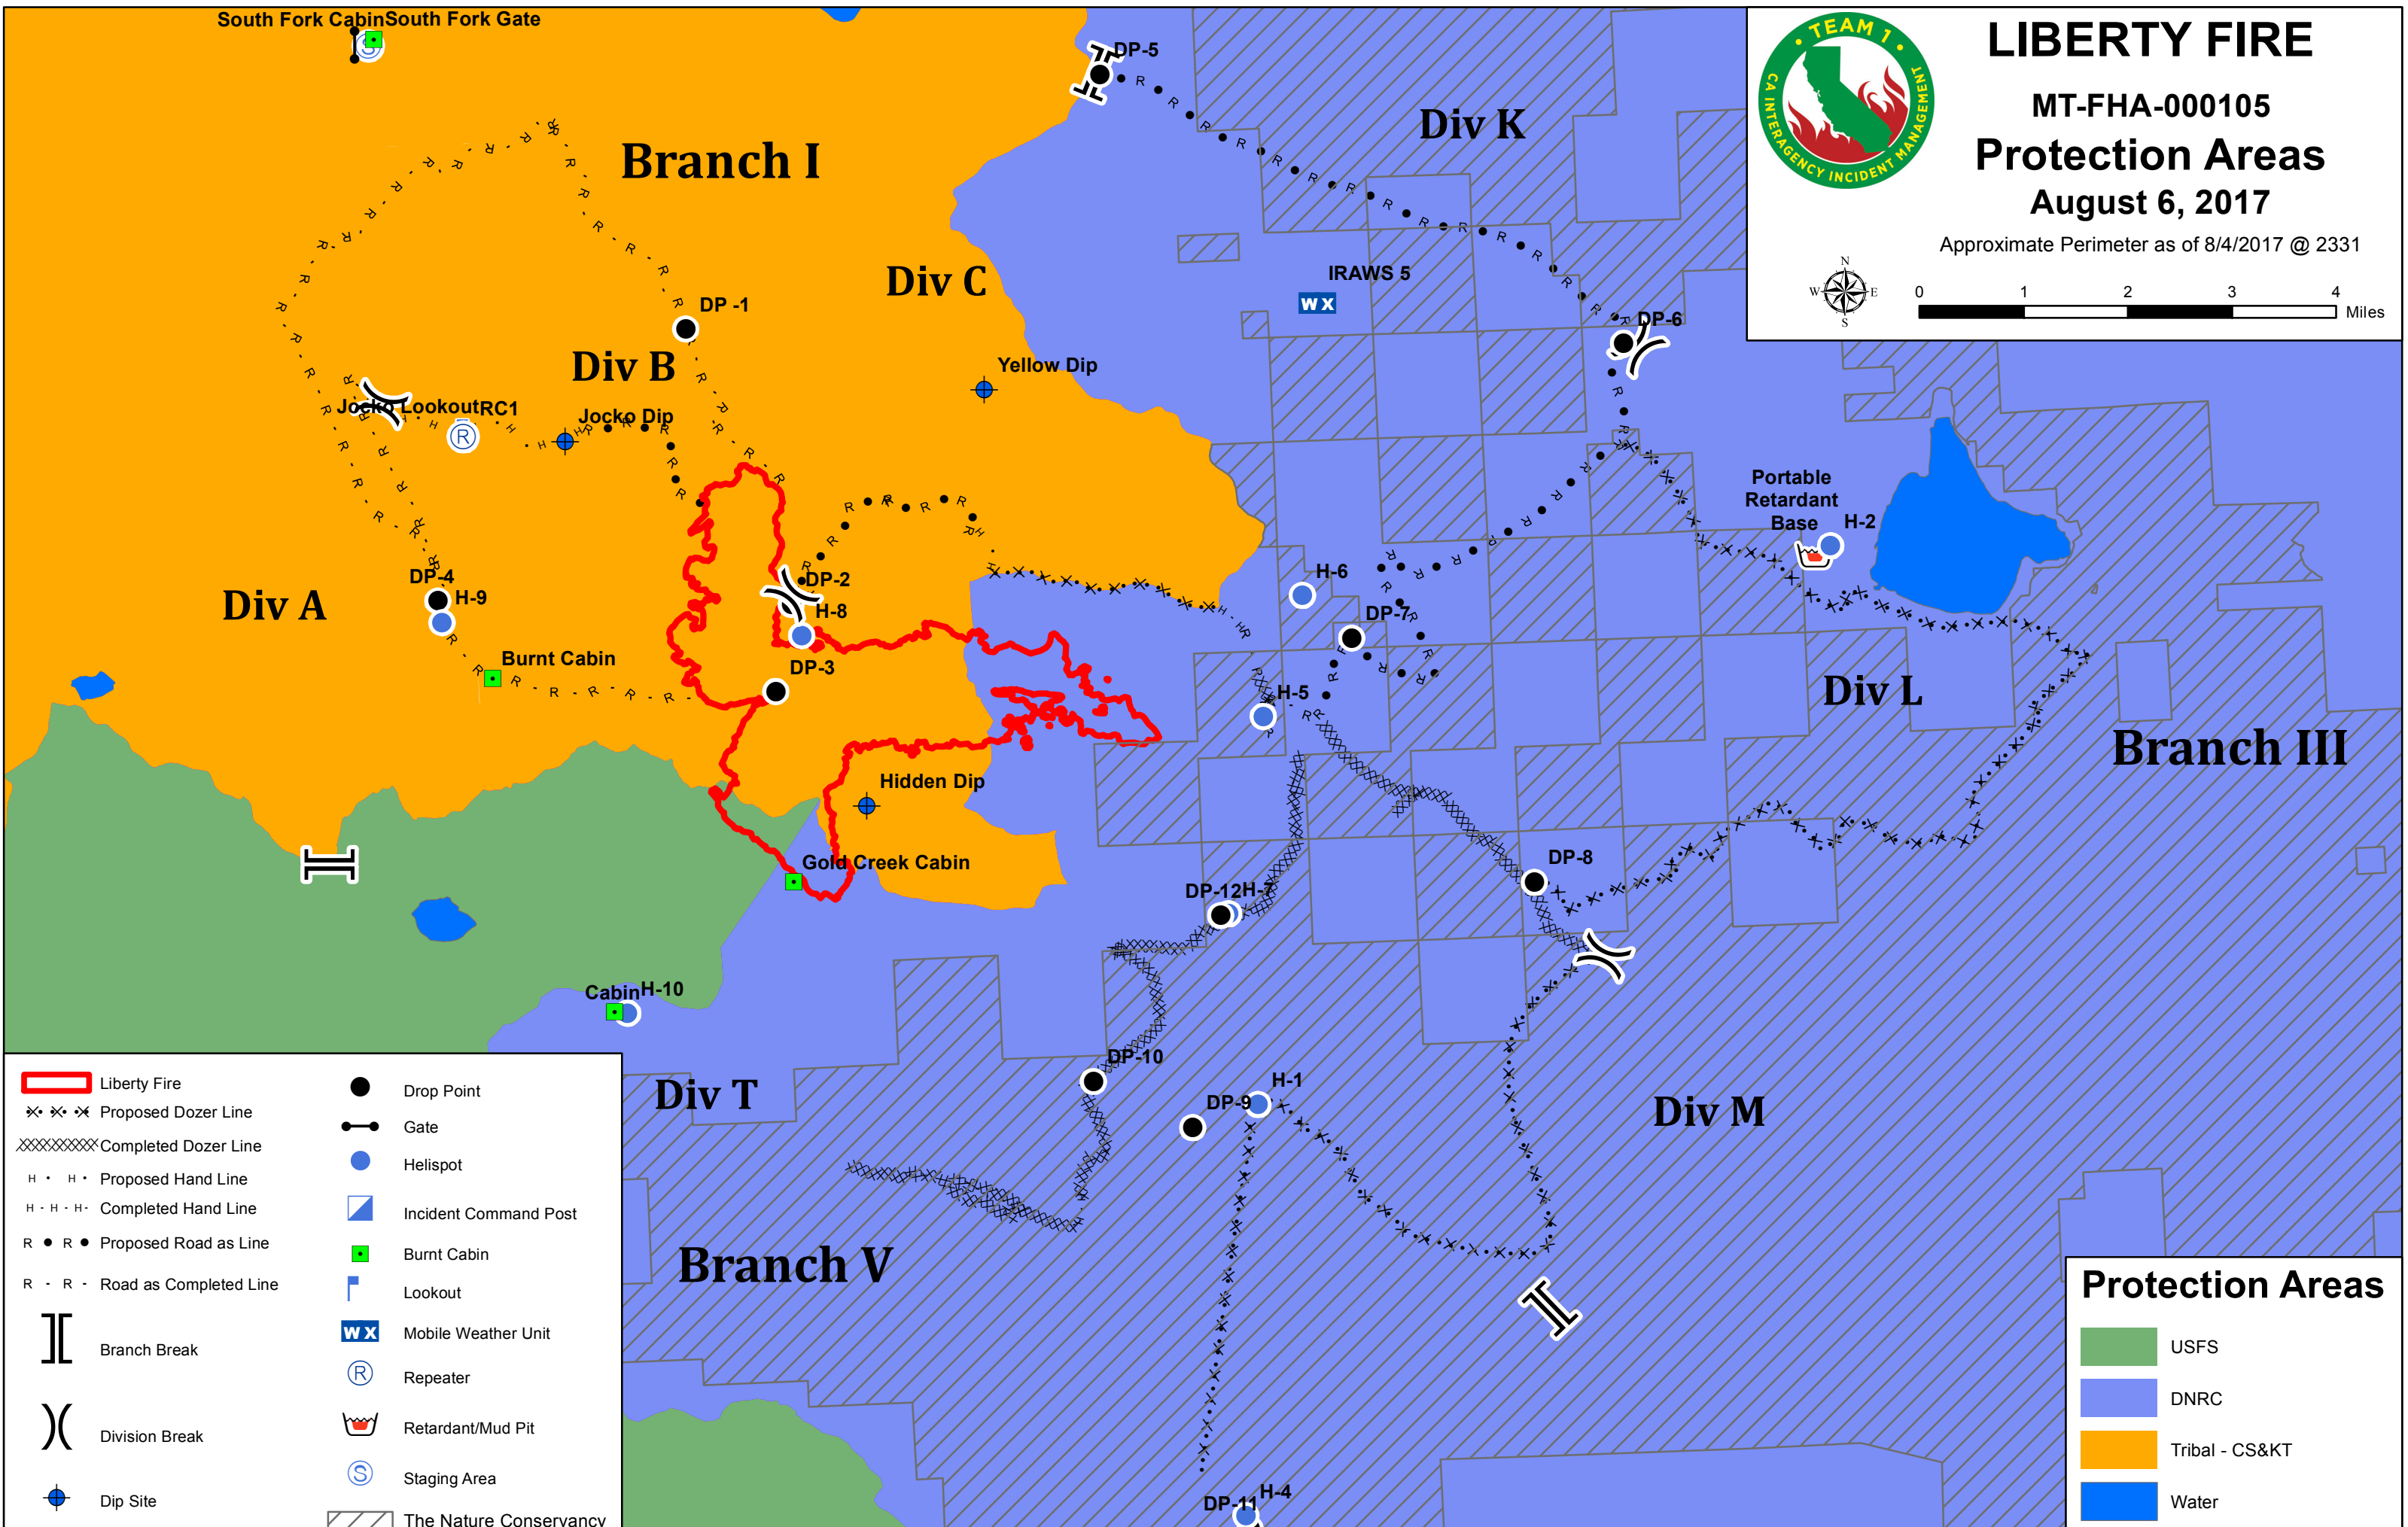 South Fork Cabin
South Fork Gate
DP-5
Branch I
Div K
Div C
IRAWS 5
WX
DP -1
DP-6
Div B
Yellow Dip
Jocko Lookout
RC1
R
Jocko Dip
Portable
Retardant
Base
H-2
DP-2
H-6
DP-4
H-9
Div A
H-8
DP-7
Burnt Cabin
DP-3
H-5
Div L
Branch III
Hidden Dip
Gold Creek Cabin
DP-8
DP-12
H-7
Cabin
H-10
DP-10
Div T
DP-9
H-1
Div M
Branch V
DP-11
H-4
TEAM 1
CA INTERAGENCY INCIDENT MANAGEMENT
LIBERTY FIRE
MT-FHA-000105
Protection Areas
August 6, 2017
Approximate Perimeter as of 8/4/2017 @ 2331
N
W E
S
0 1 2 3 4
Miles
Liberty Fire
Proposed Dozer Line
Completed Dozer Line
H • H • Proposed Hand Line
H - H - H- Completed Hand Line
R ● R ● Proposed Road as Line
R - R - Road as Completed Line
Branch Break
Division Break
Dip Site
Drop Point
Gate
Helispot
Incident Command Post
Burnt Cabin
Lookout
WX Mobile Weather Unit
R Repeater
Retardant/Mud Pit
S Staging Area
The Nature Conservancy
Protection Areas
USFS
DNRC
Tribal - CS&KT
Water